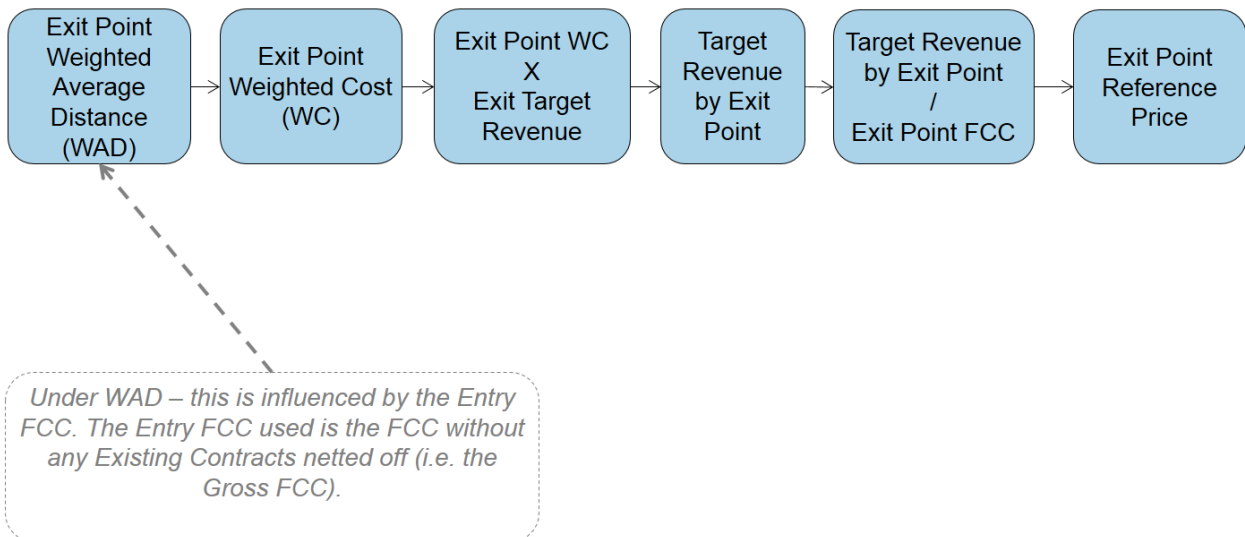 Exit Point
Weighted
Average
Distance
(WAD)
Exit Point
Weighted Cost
(WC)
Exit Point WC
X
Exit Target
Revenue
Target
Revenue
by Exit
Point
Target Revenue
by Exit Point
/
Exit Point FCC
Exit Point
Reference
Price
Under WAD – this is influenced by the Entry
FCC. The Entry FCC used is the FCC without
any Existing Contracts netted off (i.e. the
Gross FCC).